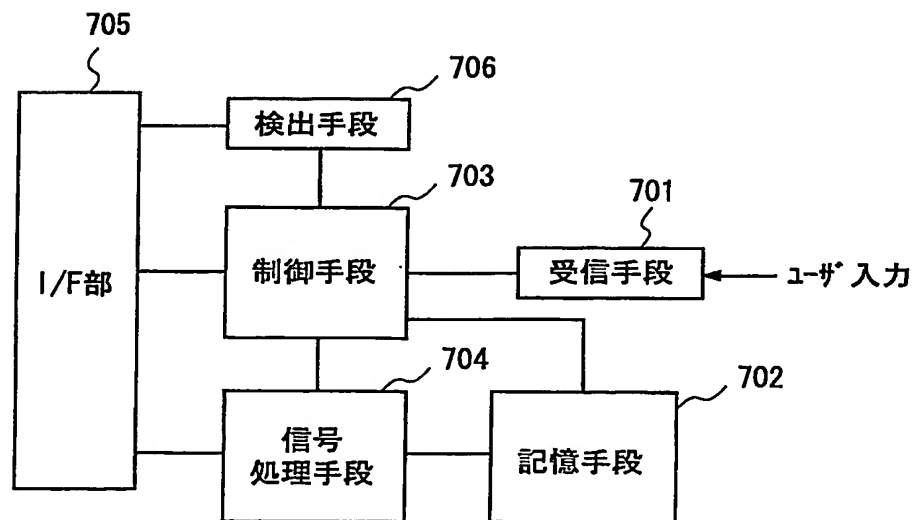 705
706
検出手段
703
701
I/F部
制御手段
受信手段
ﾕｰｻﾞ入力
704
702
信号
処理手段
記憶手段